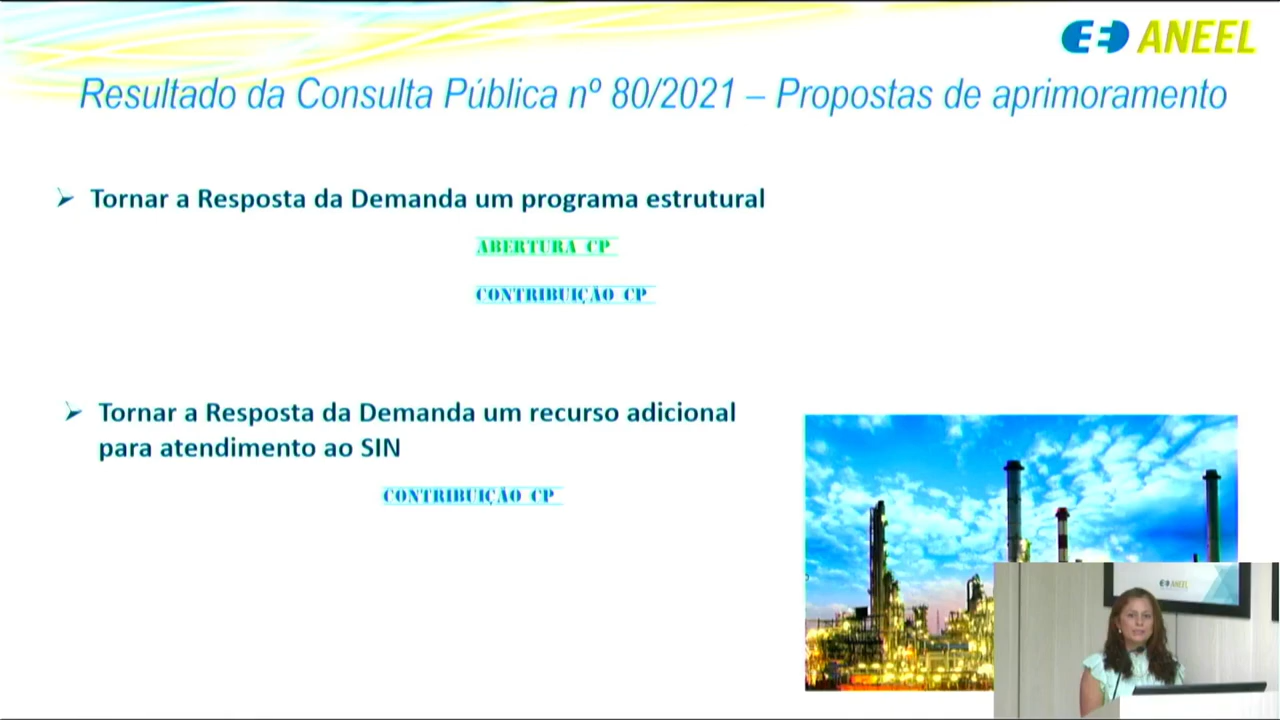 ANEEL
Resultado da Consulta Pública nº 80/2021 – Propostas de aprimoramento
Tornar a Resposta da Demanda um programa estrutural
ABERTURA CP
CONTRIBUIÇÃO CP
Tornar a Resposta da Demanda um recurso adicional
para atendimento ao SIN
CONTRIBUIÇÃO CP
ANEEL